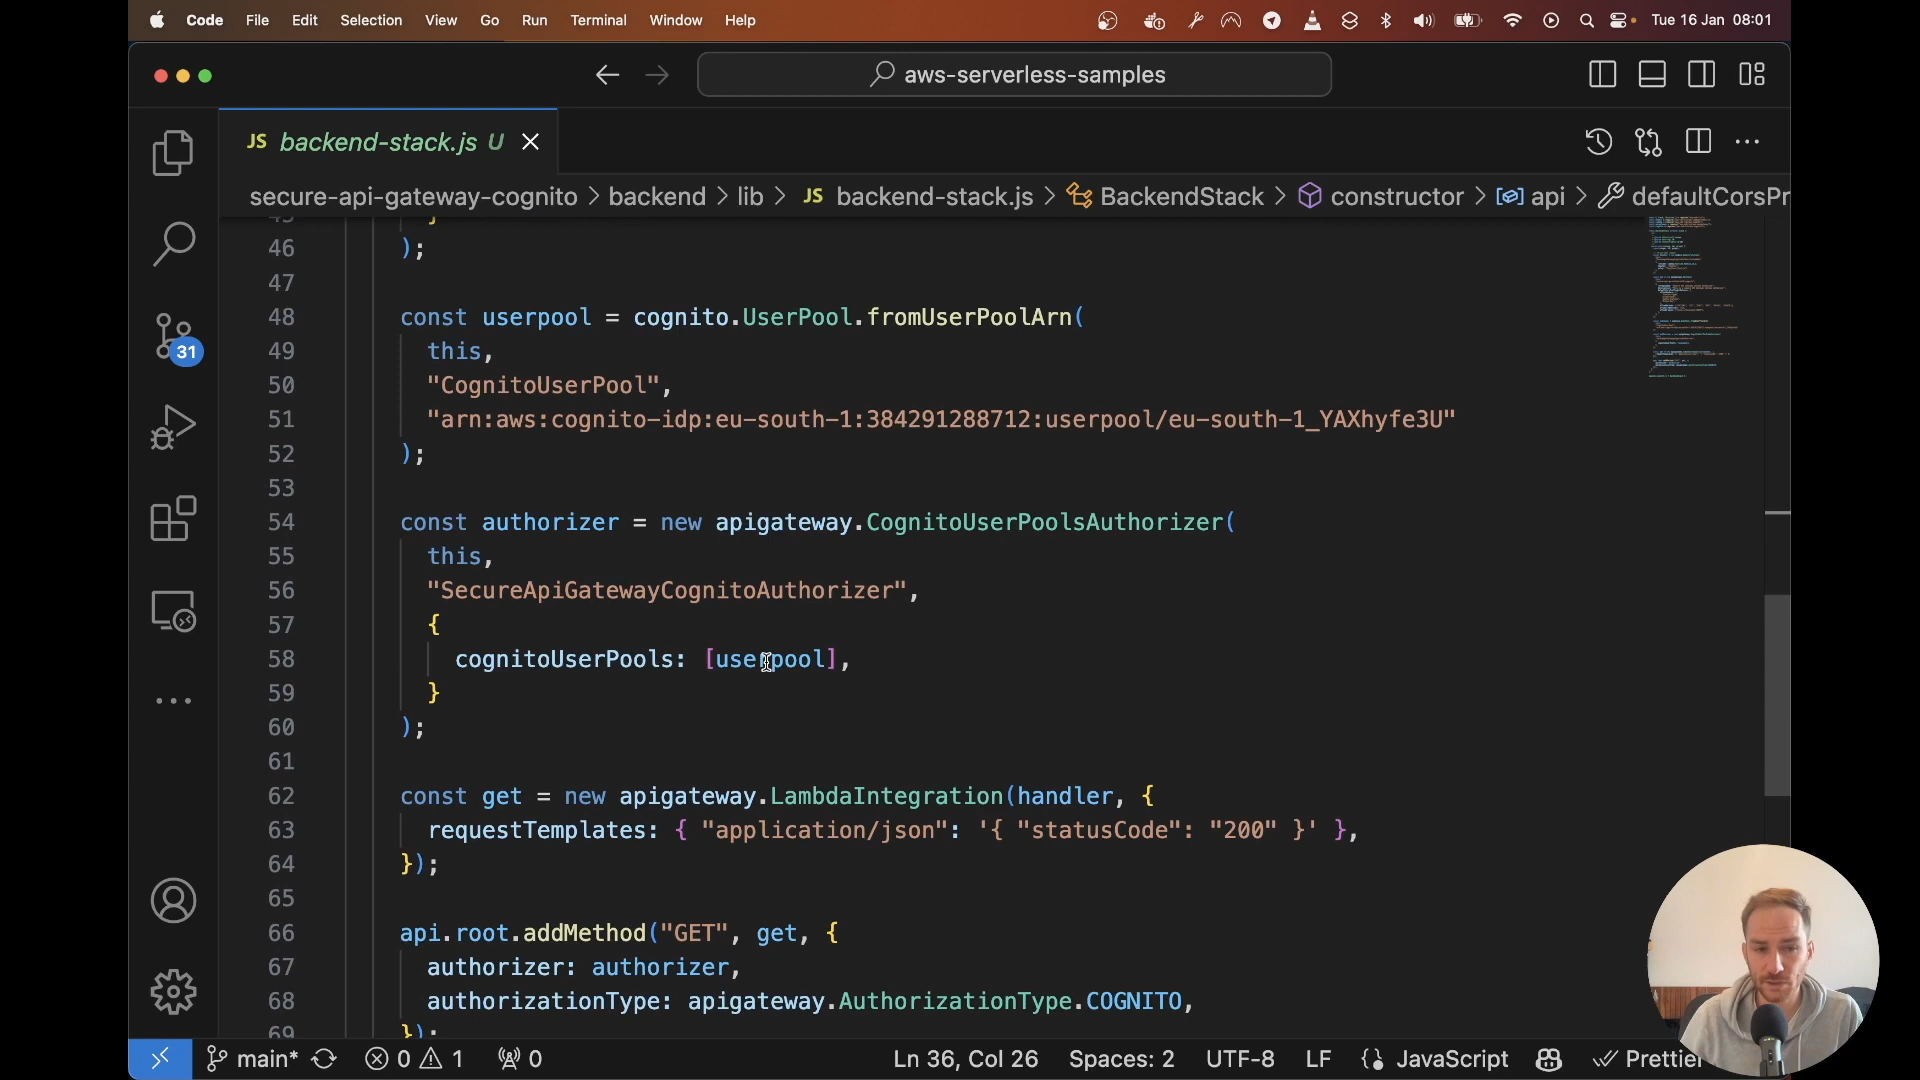 Code File Edit Selection View Go Run Terminal Window Help Tue 16 Jan 08:01
aws-serverless-samples
JS backend-stack.js U
secure-api-gateway-cognito > backend > lib > JS backend-stack.js > BackendStack > constructor > api > defaultCorsPr
45 }
46 );
47
48 const userpool = cognito.UserPool.fromUserPoolArn(
49 this,
50 "CognitoUserPool",
51 "arn:aws:cognito-idp:eu-south-1:384291288712:userpool/eu-south-1_YAXhyfe3U"
52 );
53
54 const authorizer = new apigateway.CognitoUserPoolsAuthorizer(
55 this,
56 "SecureApiGatewayCognitoAuthorizer",
57 {
58 cognitoUserPools: [userpool],
59 }
60 );
61
62 const get = new apigateway.LambdaIntegration(handler, {
63 requestTemplates: { "application/json": '{ "statusCode": "200" }' },
64 });
65
66 api.root.addMethod("GET", get, {
67 authorizer: authorizer,
68 authorizationType: apigateway.AuthorizationType.COGNITO,
69 });
31
main* 0 1 0 Ln 36, Col 26 Spaces: 2 UTF-8 LF {} JavaScript Prettier